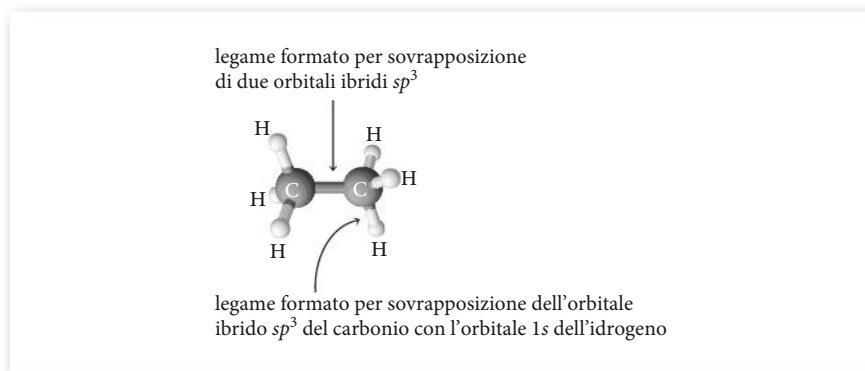 legame formato per sovrapposizione
di due orbitali ibridi sp³
H
H
C
C
H
H
H
H
legame formato per sovrapposizione dell’orbitale
ibrido sp³ del carbonio con l’orbitale 1s dell’idrogeno